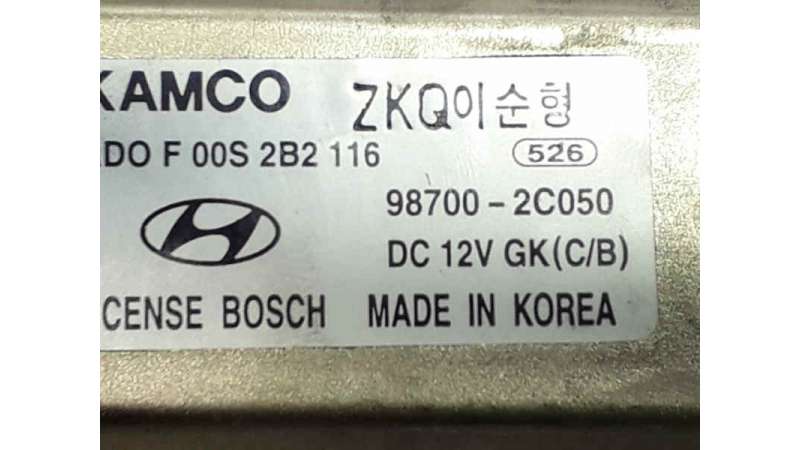 KAMCO ZKQ이순형
ADO F 00S 2B2 116 526
98700-2C050
DC 12V GK(C/B)
CENSE BOSCH MADE IN KOREA